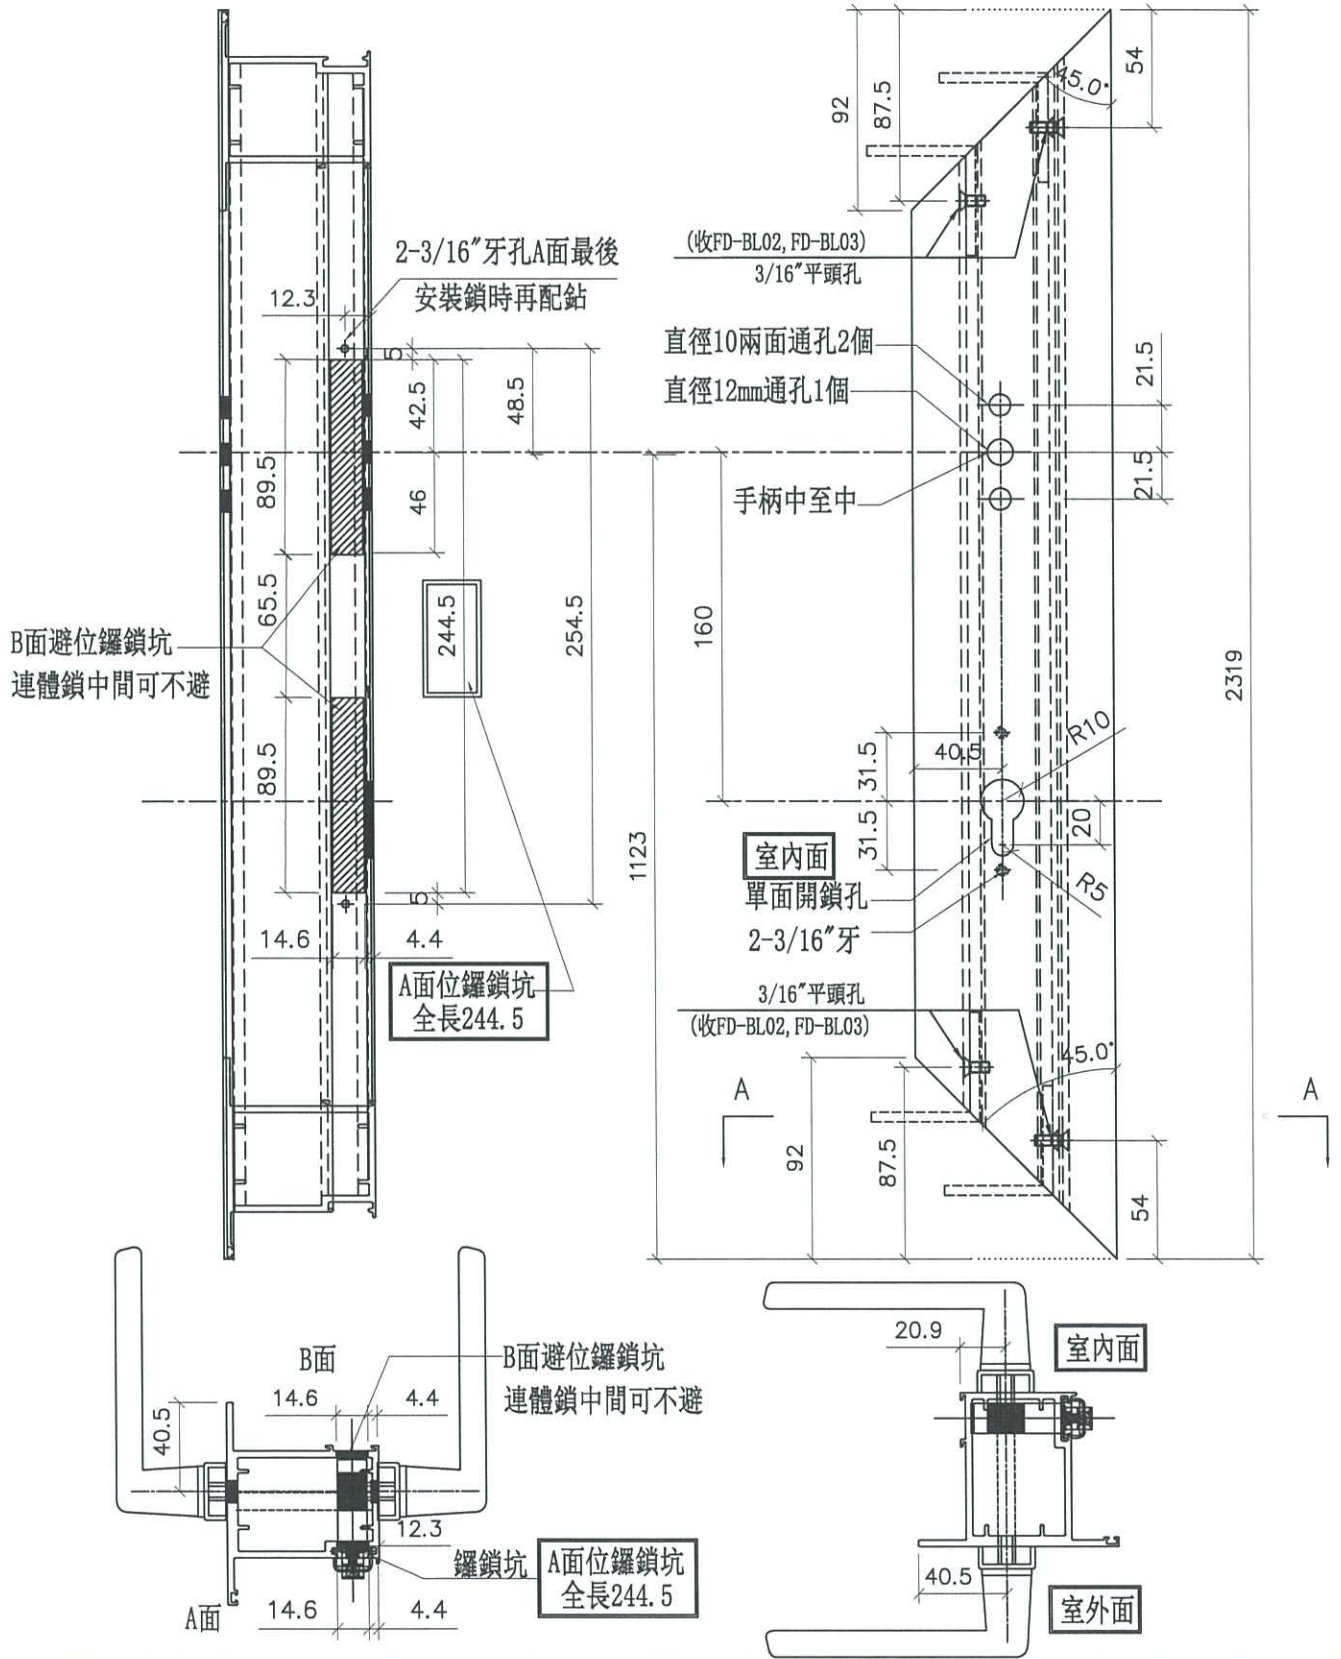 54
45.0°
92
87.5
2-3/16″牙孔A面最後
安裝鎖時再配鉆
12.3
(收FD-BL02, FD-BL03)
3/16″平頭孔
直徑10兩面通孔2個
直徑12mm通孔1個
手柄中至中
21.5
21.5
5
42.5
48.5
89.5
46
65.5
244.5
254.5
160
2319
B面避位鑼鎖坑
連體鎖中間可不避
89.5
31.5
40.5
R10
31.5
20
1123
室內面
單面開鎖孔
R5
2-3/16″牙
5
14.6
4.4
A面位鑼鎖坑
全長244.5
3/16″平頭孔
(收FD-BL02, FD-BL03)
45.0°
A
A
92
87.5
54
B面
B面避位鑼鎖坑
連體鎖中間可不避
14.6
4.4
40.5
12.3
鑼鎖坑
A面位鑼鎖坑
全長244.5
A面
14.6
4.4
20.9
室內面
40.5
室外面